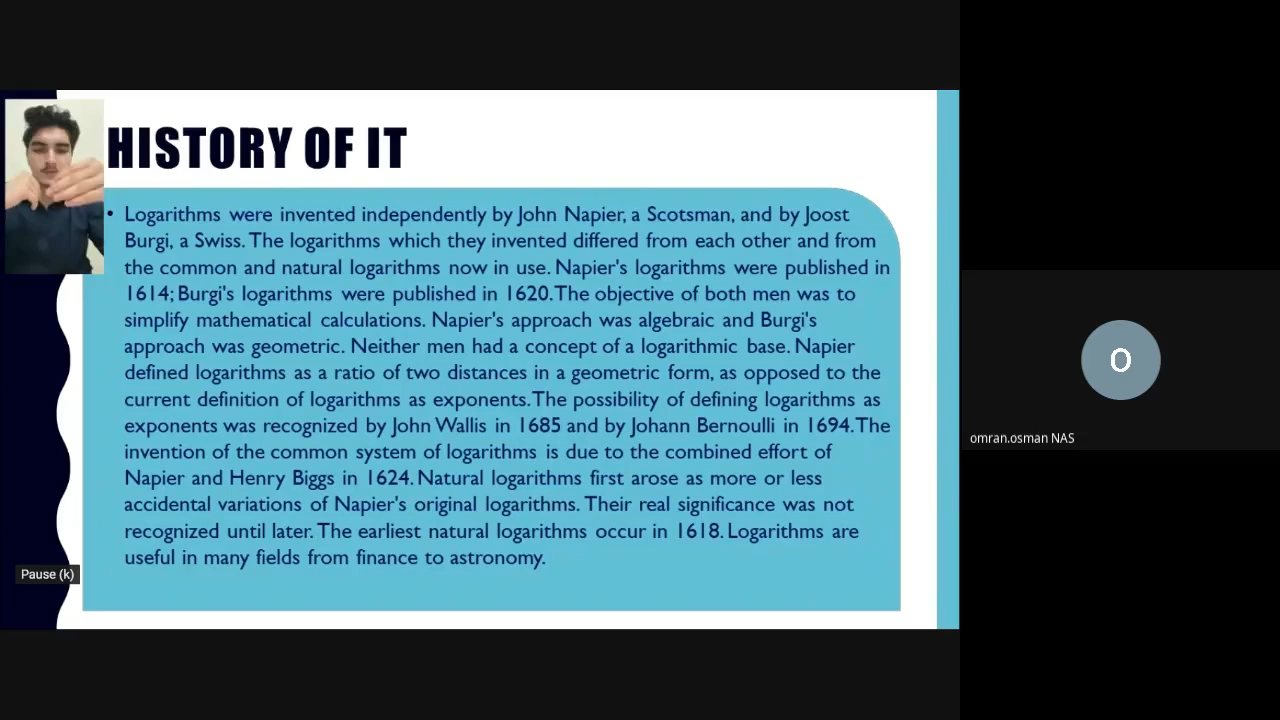 HISTORY OF IT
• Logarithms were invented independently by John Napier, a Scotsman, and by Joost
Burgi, a Swiss. The logarithms which they invented differed from each other and from
the common and natural logarithms now in use. Napier's logarithms were published in
1614; Burgi's logarithms were published in 1620. The objective of both men was to
simplify mathematical calculations. Napier's approach was algebraic and Burgi's
approach was geometric. Neither men had a concept of a logarithmic base. Napier
defined logarithms as a ratio of two distances in a geometric form, as opposed to the
current definition of logarithms as exponents. The possibility of defining logarithms as
exponents was recognized by John Wallis in 1685 and by Johann Bernoulli in 1694. The
invention of the common system of logarithms is due to the combined effort of
Napier and Henry Biggs in 1624. Natural logarithms first arose as more or less
accidental variations of Napier's original logarithms. Their real significance was not
recognized until later. The earliest natural logarithms occur in 1618. Logarithms are
useful in many fields from finance to astronomy.
Pause (k)
O
omran.osman NAS